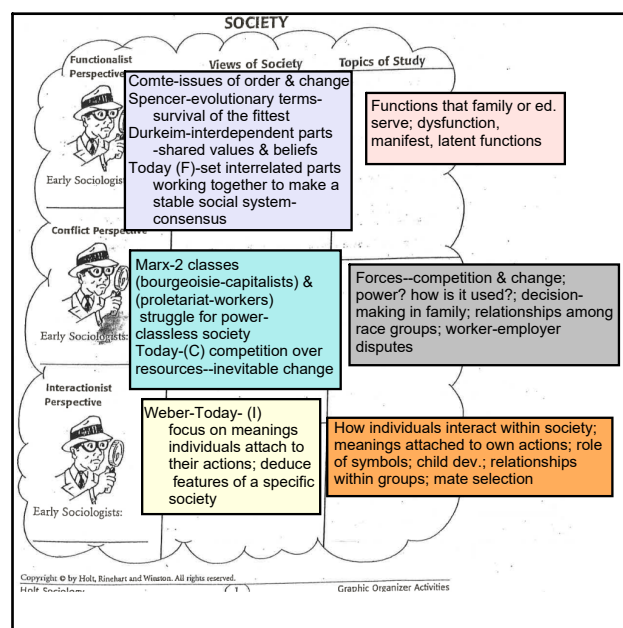 SOCIETY
Functionalist
Perspective
Views of Society
Topics of Study
Comte-issues of order & change
Spencer-evolutionary terms-
survival of the fittest
Durkeim-interdependent parts
-shared values & beliefs
Today (F)-set interrelated parts
working together to make a
stable social system-
consensus
Functions that family or ed.
serve; dysfunction,
manifest, latent functions
Early Sociologists
Conflict Perspective
Marx-2 classes
(bourgeoisie-capitalists) &
(proletariat-workers)
struggle for power-
classless society
Today-(C) competition over
resources--inevitable change
Forces--competition & change;
power? how is it used?; decision-
making in family; relationships among
race groups; worker-employer
disputes
Early Sociologists:
Interactionist
Perspective
Weber-Today- (I)
focus on meanings
individuals attach to
their actions; deduce
features of a specific
society
How individuals interact within society;
meanings attached to own actions; role
of symbols; child dev.; relationships
within groups; mate selection
Early Sociologists:
Copyright © by Holt, Rinehart and Winston. All rights reserved.
Holt Sociology
1
Graphic Organizer Activities